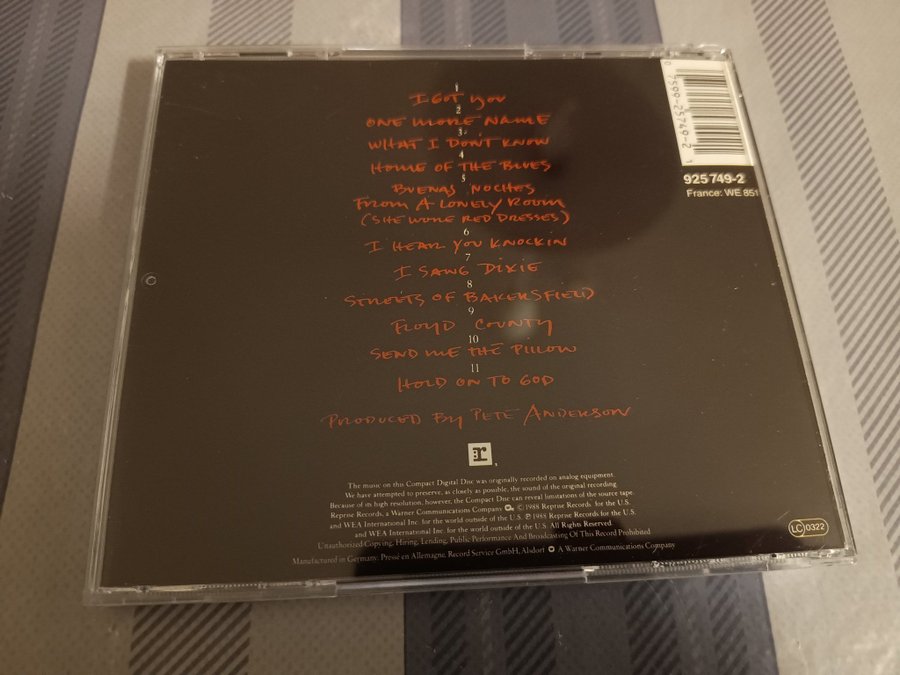 1
I GOT YOU
2
ONE MORE NAME
3
WHAT I DON'T KNOW
4
HOME OF THE BLUES
5
BUENAS NOCHES
FROM A LONELY ROOM
(SHE WORE RED DRESSES)
6
I HEAR YOU KNOCKIN
7
I SANG DIXIE
8
STREETS OF BAKERSFIELD
9
FLOYD COUNTY
10
SEND ME THE PILLOW
11
HOLD ON TO GOD
PRODUCED BY PETE ANDERSON
r
The music on this Compact Digital Disc was originally recorded on analog equipment.
We have attempted to preserve, as closely as possible, the sound of the original recording.
Because of its high resolution, however, the Compact Disc can reveal limitations of the source tape.
Reprise Records, a Warner Communications Company © 1988 Reprise Records for the U.S.
and WEA International Inc. for the world outside of the U.S. ℗ 1988 Reprise Records for the U.S.
and WEA International Inc. for the world outside of the U.S. All Rights Reserved.
Unauthorized Copying, Hiring, Lending, Public Performance And Broadcasting Of This Record Prohibited
Manufactured in Germany. Pressé en Allemagne. Record Service GmbH, Alsdorf A Warner Communications Company
0 7599-25749-2 1
925 749-2
France: WE 851
LC 0322